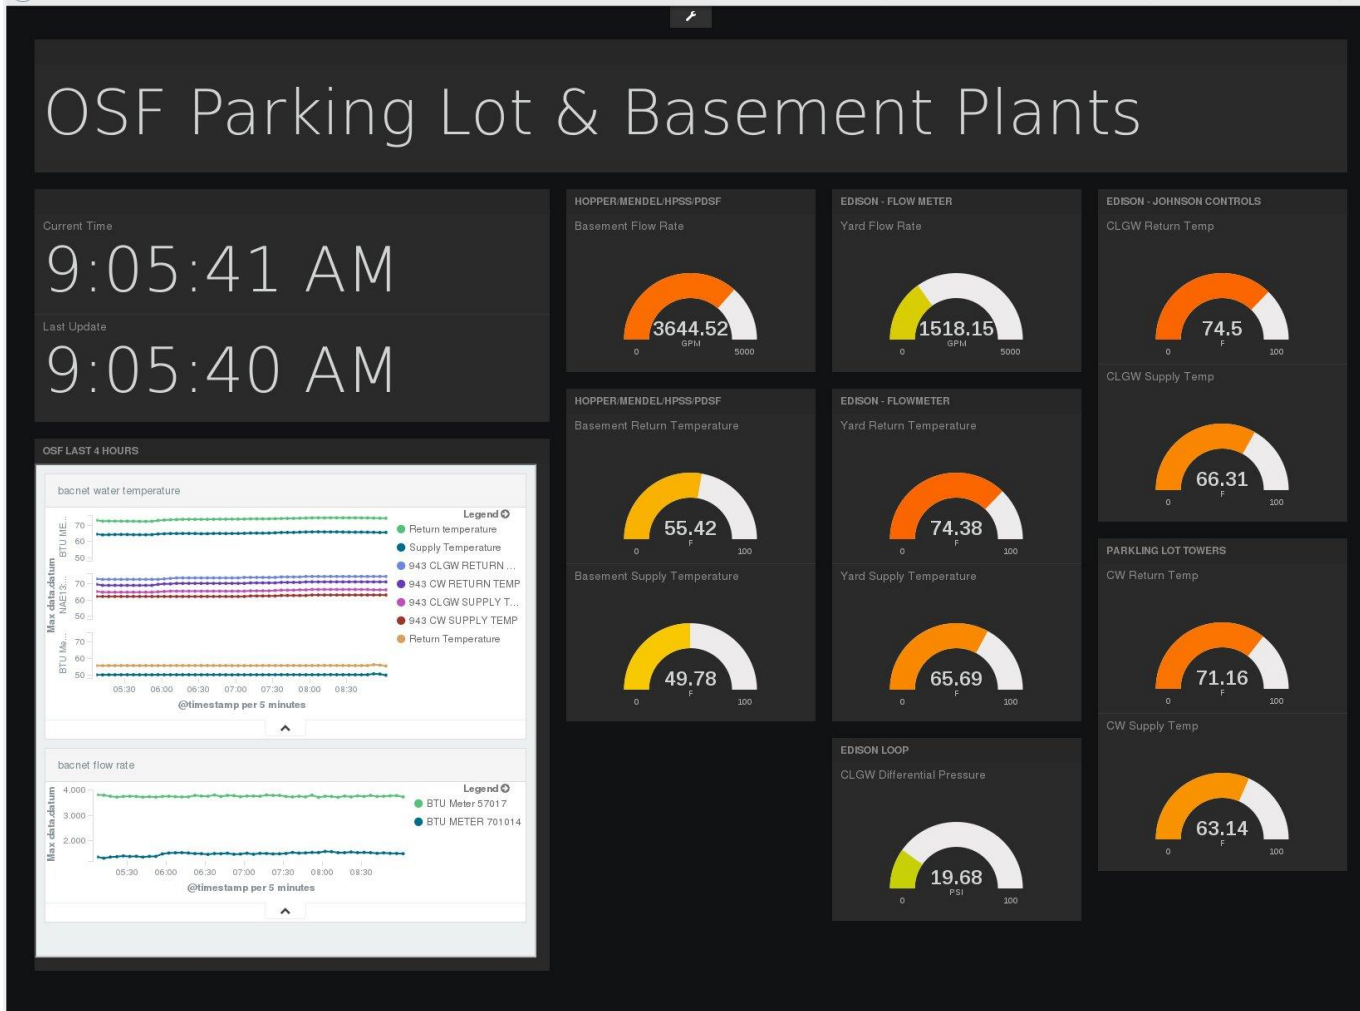 OSF Parking Lot & Basement Plants
Current Time
9:05:41 AM
Last Update
9:05:40 AM
OSF LAST 4 HOURS
bacnet water temperature
Legend
Return temperature
Supply Temperature
943 CLGW RETURN ...
943 CW RETURN TEMP
943 CLGW SUPPLY T...
943 CW SUPPLY TEMP
Return Temperature
Max data.datum
BTU ME...
70
60
50
NAE13:...
70
60
50
BTU Me...
70
60
50
05:30 06:00 06:30 07:00 07:30 08:00 08:30
@timestamp per 5 minutes
bacnet flow rate
Legend
BTU Meter 57017
BTU METER 701014
Max data.datum
4,000
3,000
2,000
05:30 06:00 06:30 07:00 07:30 08:00 08:30
@timestamp per 5 minutes
HOPPER/MENDEL/HPSS/PDSF
Basement Flow Rate
3644.52
GPM
0 5000
HOPPER/MENDEL/HPSS/PDSF
Basement Return Temperature
55.42
F
0 100
Basement Supply Temperature
49.78
F
0 100
EDISON - FLOW METER
Yard Flow Rate
1518.15
GPM
0 5000
EDISON - FLOWMETER
Yard Return Temperature
74.38
F
0 100
Yard Supply Temperature
65.69
F
0 100
EDISON LOOP
CLGW Differential Pressure
19.68
PSI
0 100
EDISON - JOHNSON CONTROLS
CLGW Return Temp
74.5
F
0 100
CLGW Supply Temp
66.31
F
0 100
PARKLING LOT TOWERS
CW Return Temp
71.16
F
0 100
CW Supply Temp
63.14
F
0 100